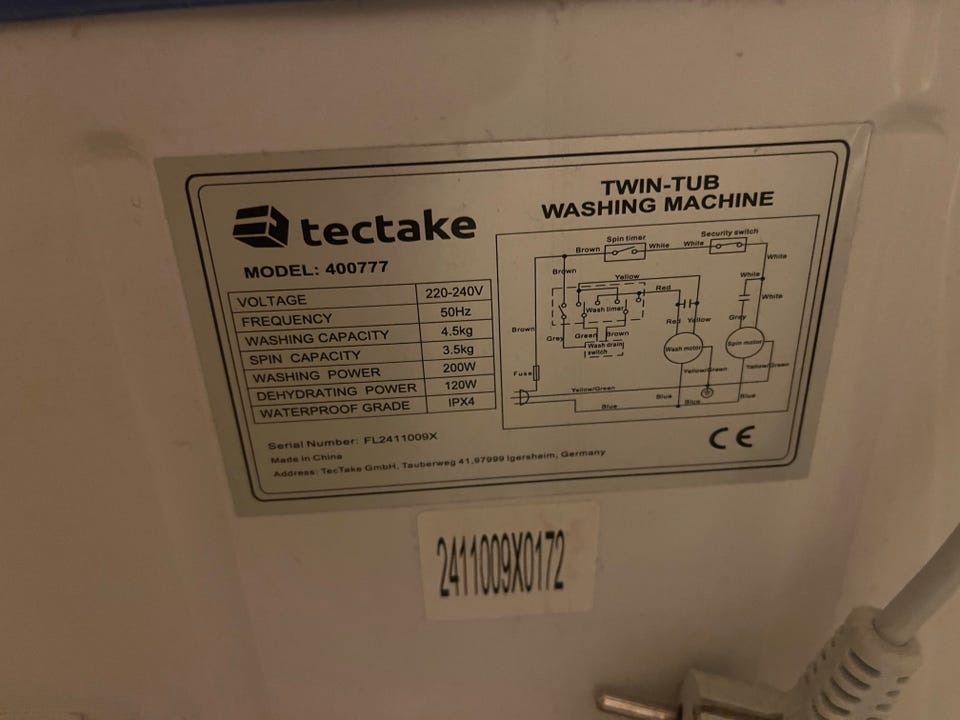 tectake
MODEL: 400777
VOLTAGE 220-240V
FREQUENCY 50Hz
WASHING CAPACITY 4.5kg
SPIN CAPACITY 3.5kg
WASHING POWER 200W
DEHYDRATING POWER 120W
WATERPROOF GRADE IPX4
Serial Number: FL2411009X
Made in China
Address: TecTake GmbH, Tauberweg 41,97999 Igersheim, Germany
TWIN-TUB
WASHING MACHINE
Spin timer
Security switch
Brown
White
White
White
Brown
Yellow
White
Red
White
Wash timer
Brown
Grey
Green
Brown
Red
Yellow
Grey
Wash drain
switch
Wash motor
Spin motor
Fuse
Yellow/Green
Yellow/Green
Yellow/Green
Blue
Blue
Blue
Blue
CE
2411009X0172